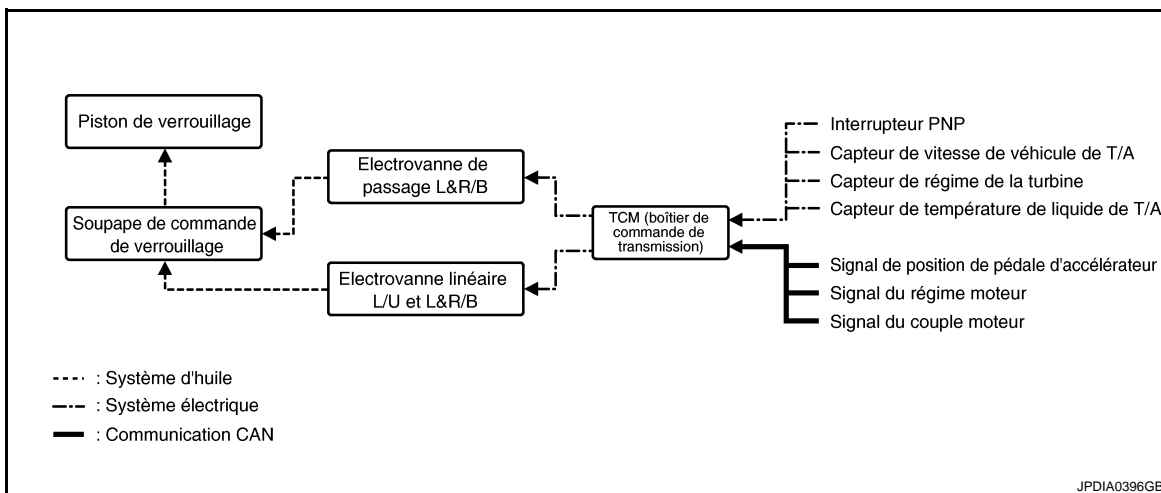 Piston de verrouillage
Soupape de commande
de verrouillage
Electrovanne de
passage L&R/B
Electrovanne linéaire
L/U et L&R/B
TCM (boîtier de
commande de
transmission)
Interrupteur PNP
Capteur de vitesse de véhicule de T/A
Capteur de régime de la turbine
Capteur de température de liquide de T/A
Signal de position de pédale d'accélérateur
Signal du régime moteur
Signal du couple moteur
: Système d'huile
: Système électrique
: Communication CAN
JPDIA0396GB